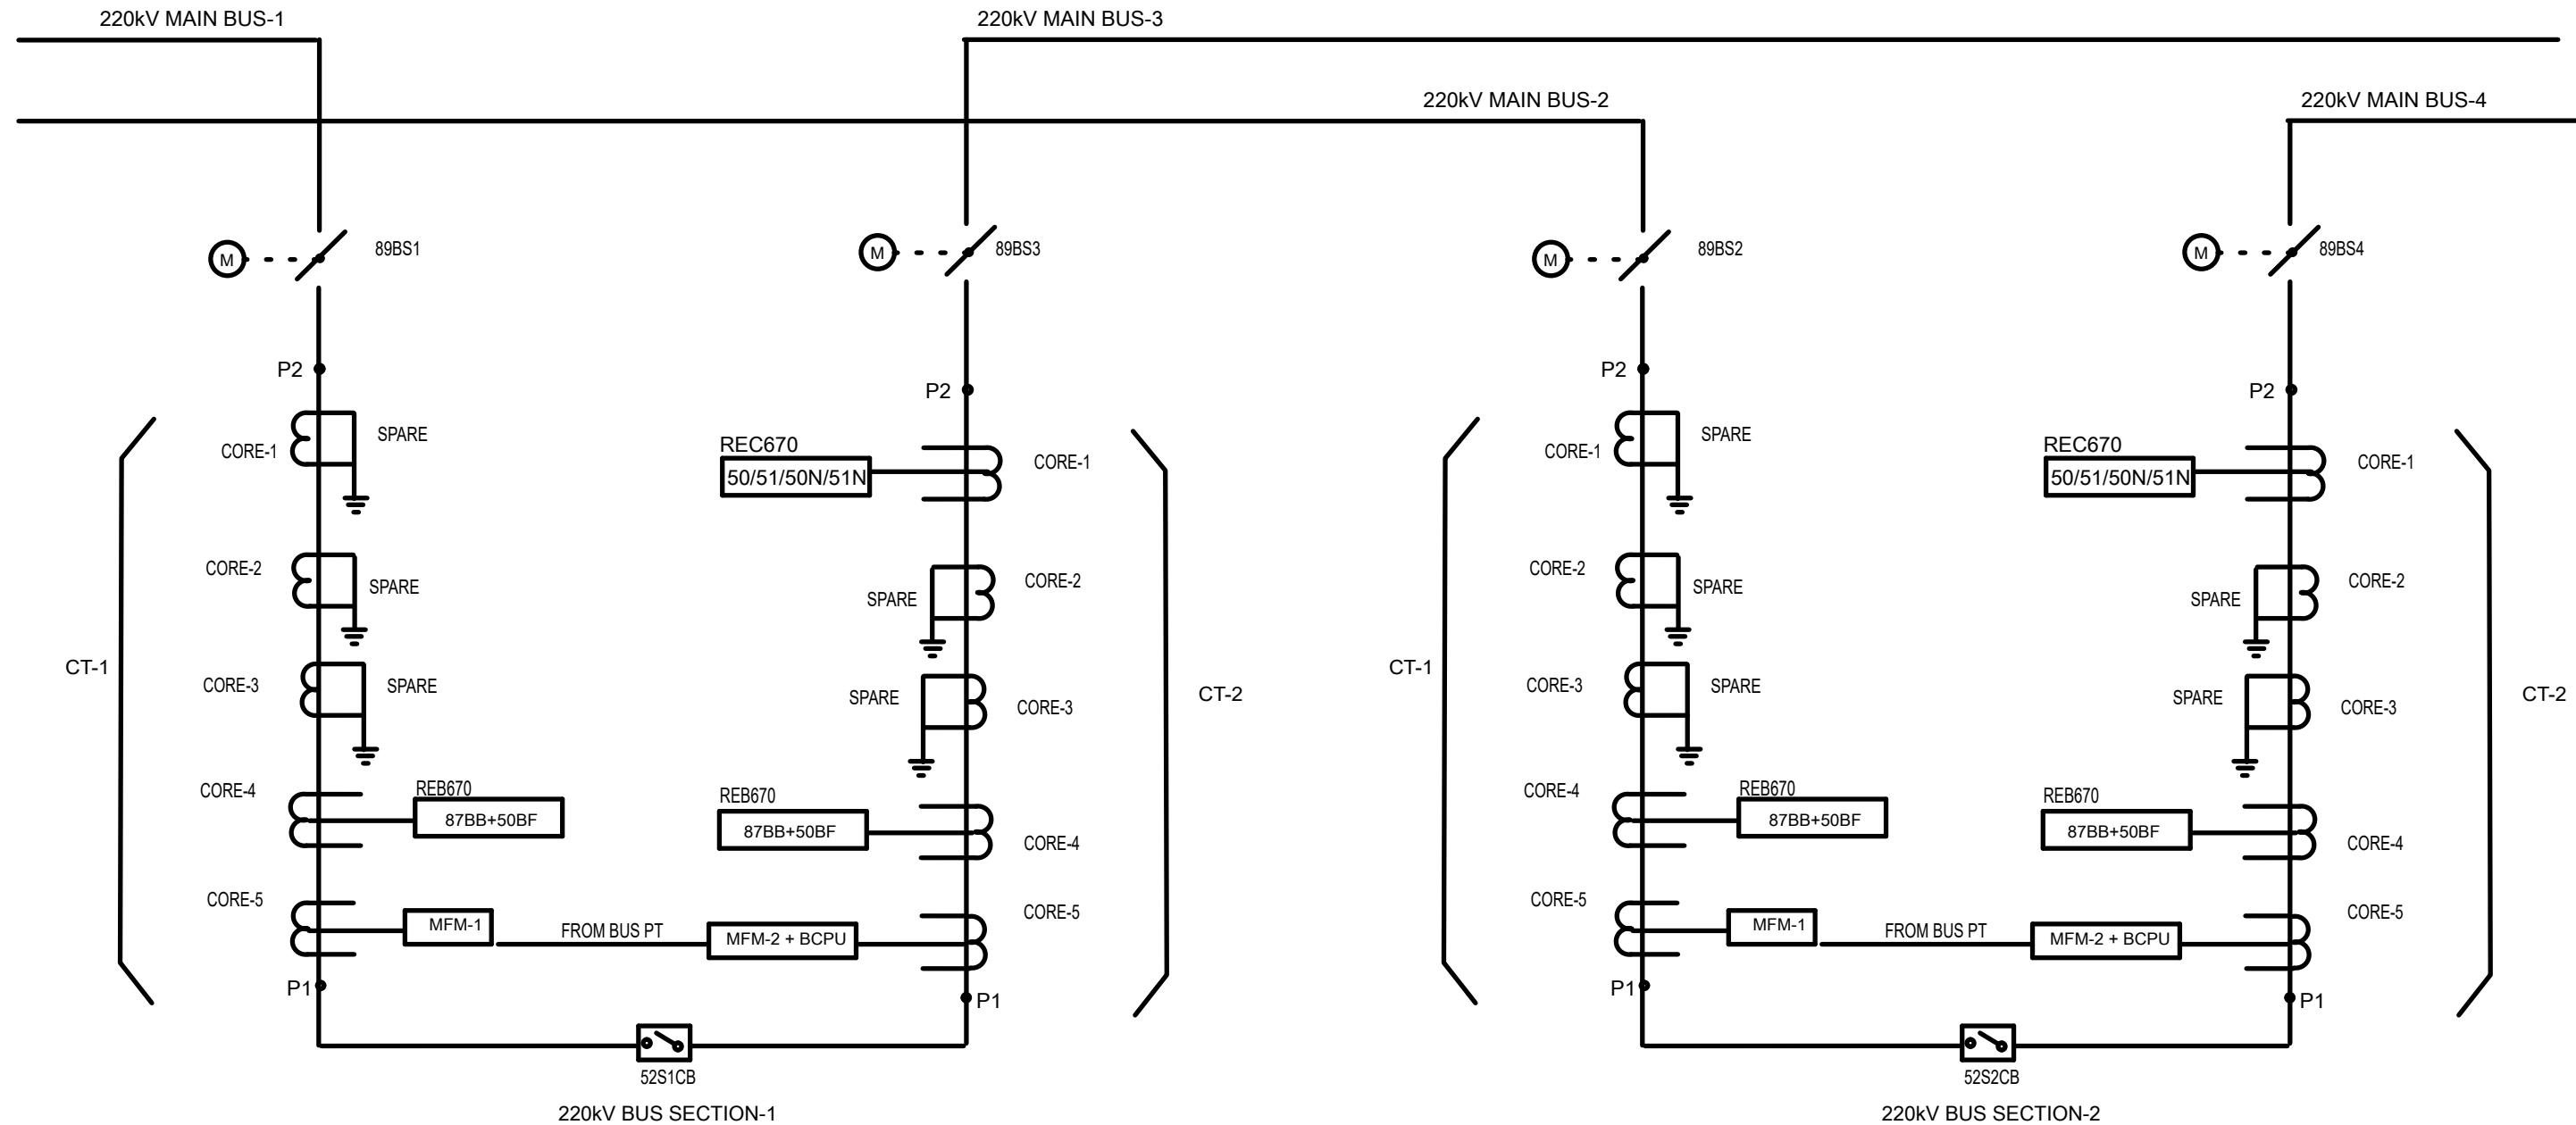 220kV MAIN BUS-1
220kV MAIN BUS-3
220kV MAIN BUS-2
220kV MAIN BUS-4
M
89BS1
M
89BS3
M
89BS2
M
89BS4
P2
P2
P2
P2
CORE-1
SPARE
REC670
50/51/50N/51N
CORE-1
CORE-1
SPARE
REC670
50/51/50N/51N
CORE-1
CORE-2
SPARE
SPARE
CORE-2
CORE-2
SPARE
SPARE
CORE-2
CT-1
CORE-3
SPARE
SPARE
CORE-3
CT-2
CT-1
CORE-3
SPARE
SPARE
CORE-3
CT-2
CORE-4
REB670
87BB+50BF
REB670
87BB+50BF
CORE-4
CORE-4
REB670
87BB+50BF
REB670
87BB+50BF
CORE-4
CORE-5
MFM-1
FROM BUS PT
MFM-2 + BCPU
CORE-5
CORE-5
MFM-1
FROM BUS PT
MFM-2 + BCPU
CORE-5
P1
P1
P1
P1
52S1CB
52S2CB
220kV BUS SECTION-1
220kV BUS SECTION-2